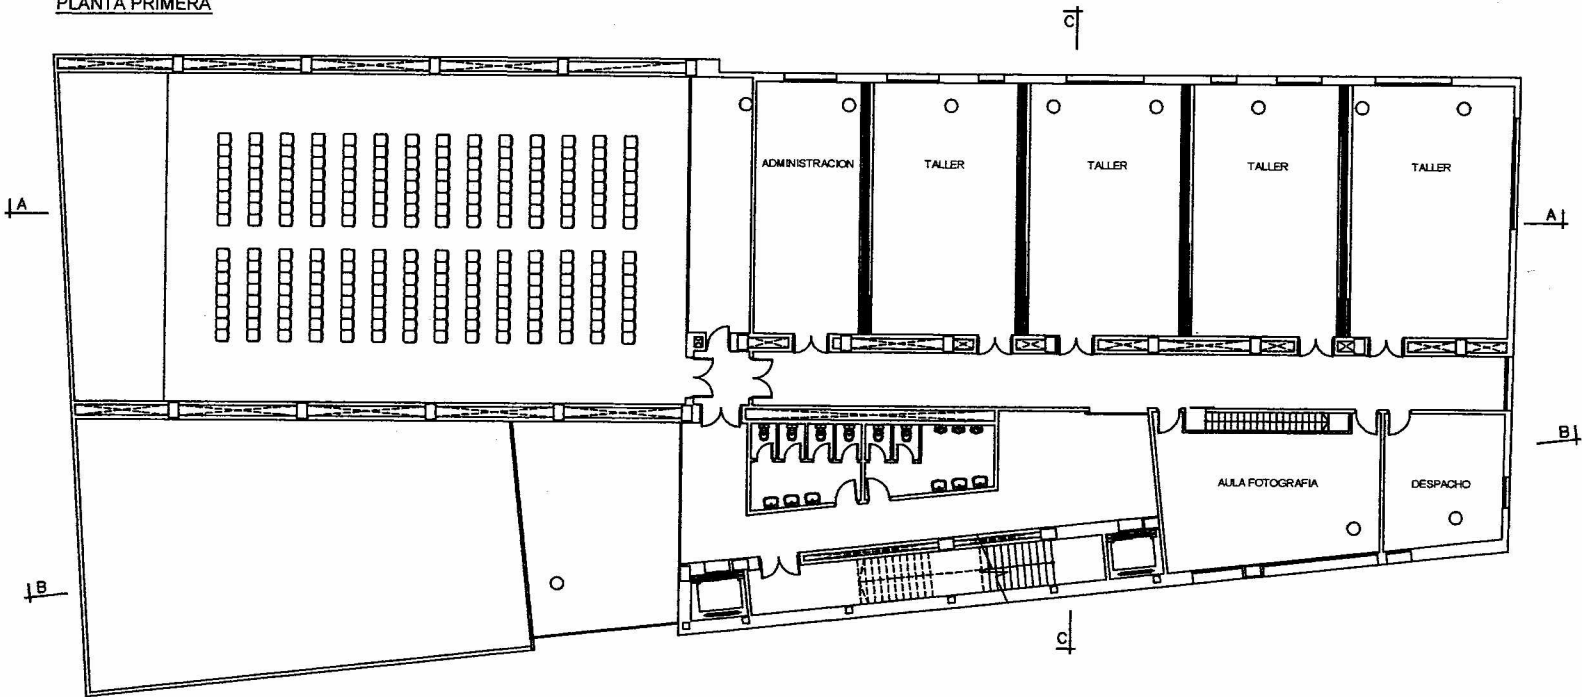 PLANTA PRIMERA
C
ADMINISTRACION
TALLER
TALLER
TALLER
TALLER
A
A
B
AULA FOTOGRAFIA
DESPACHO
B
C